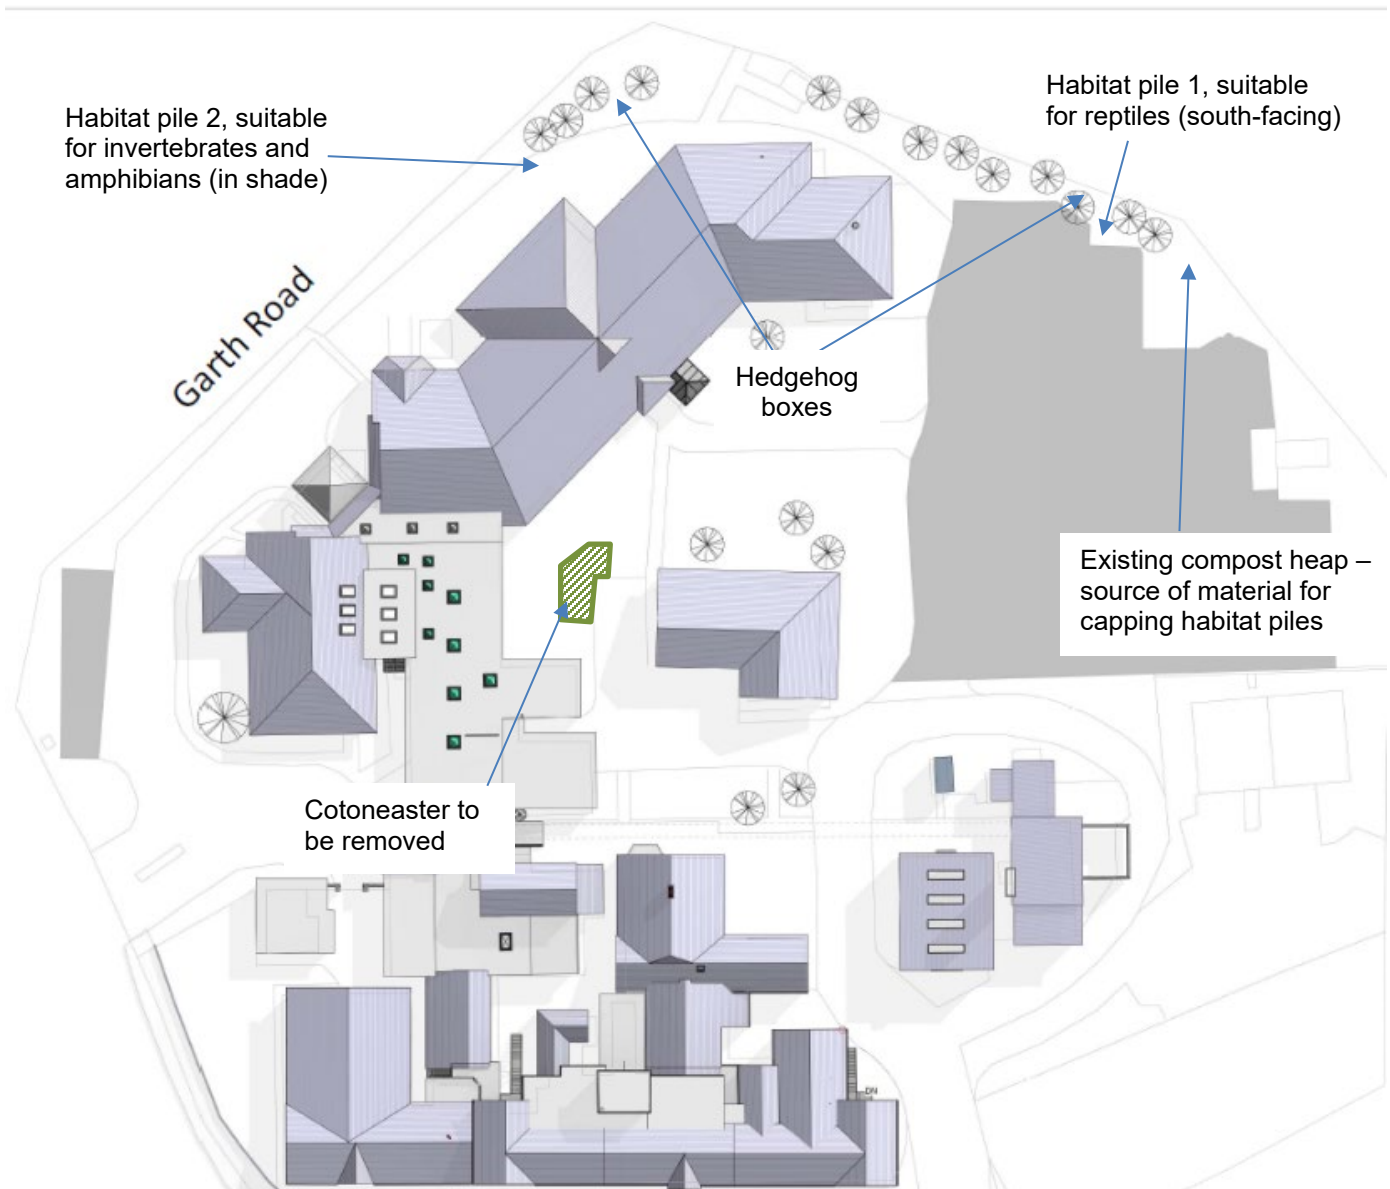 Habitat pile 2, suitable
for invertebrates and
amphibians (in shade)
Habitat pile 1, suitable
for reptiles (south-facing)
Garth Road
Hedgehog
boxes
Existing compost heap –
source of material for
capping habitat piles
Cotoneaster to
be removed
DN